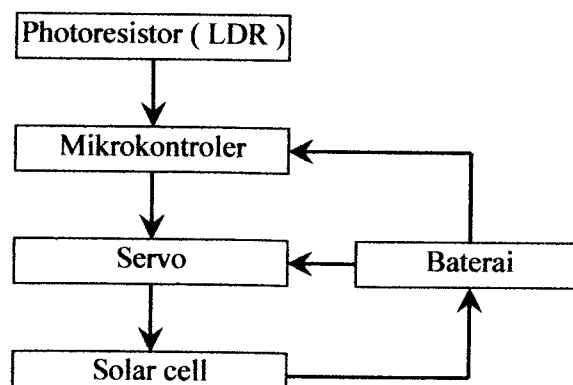 Photoresistor ( LDR )
Mikrokontroler
Servo
Baterai
Solar cell